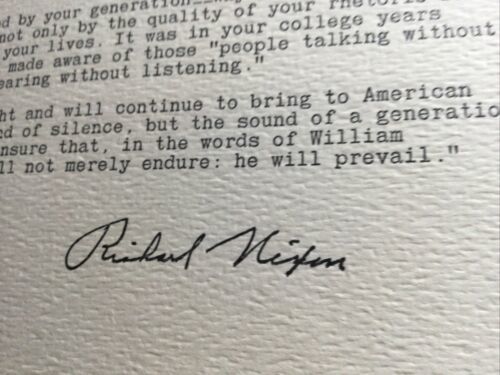 d by your generation
not only by the quality of your rhetoric
your lives. It was in your college years
made aware of those "people talking without
earing without listening."
ht and will continue to bring to American
d of silence, but the sound of a generatio
nsure that, in the words of William
ll not merely endure: he will prevail."
Richard Nixon